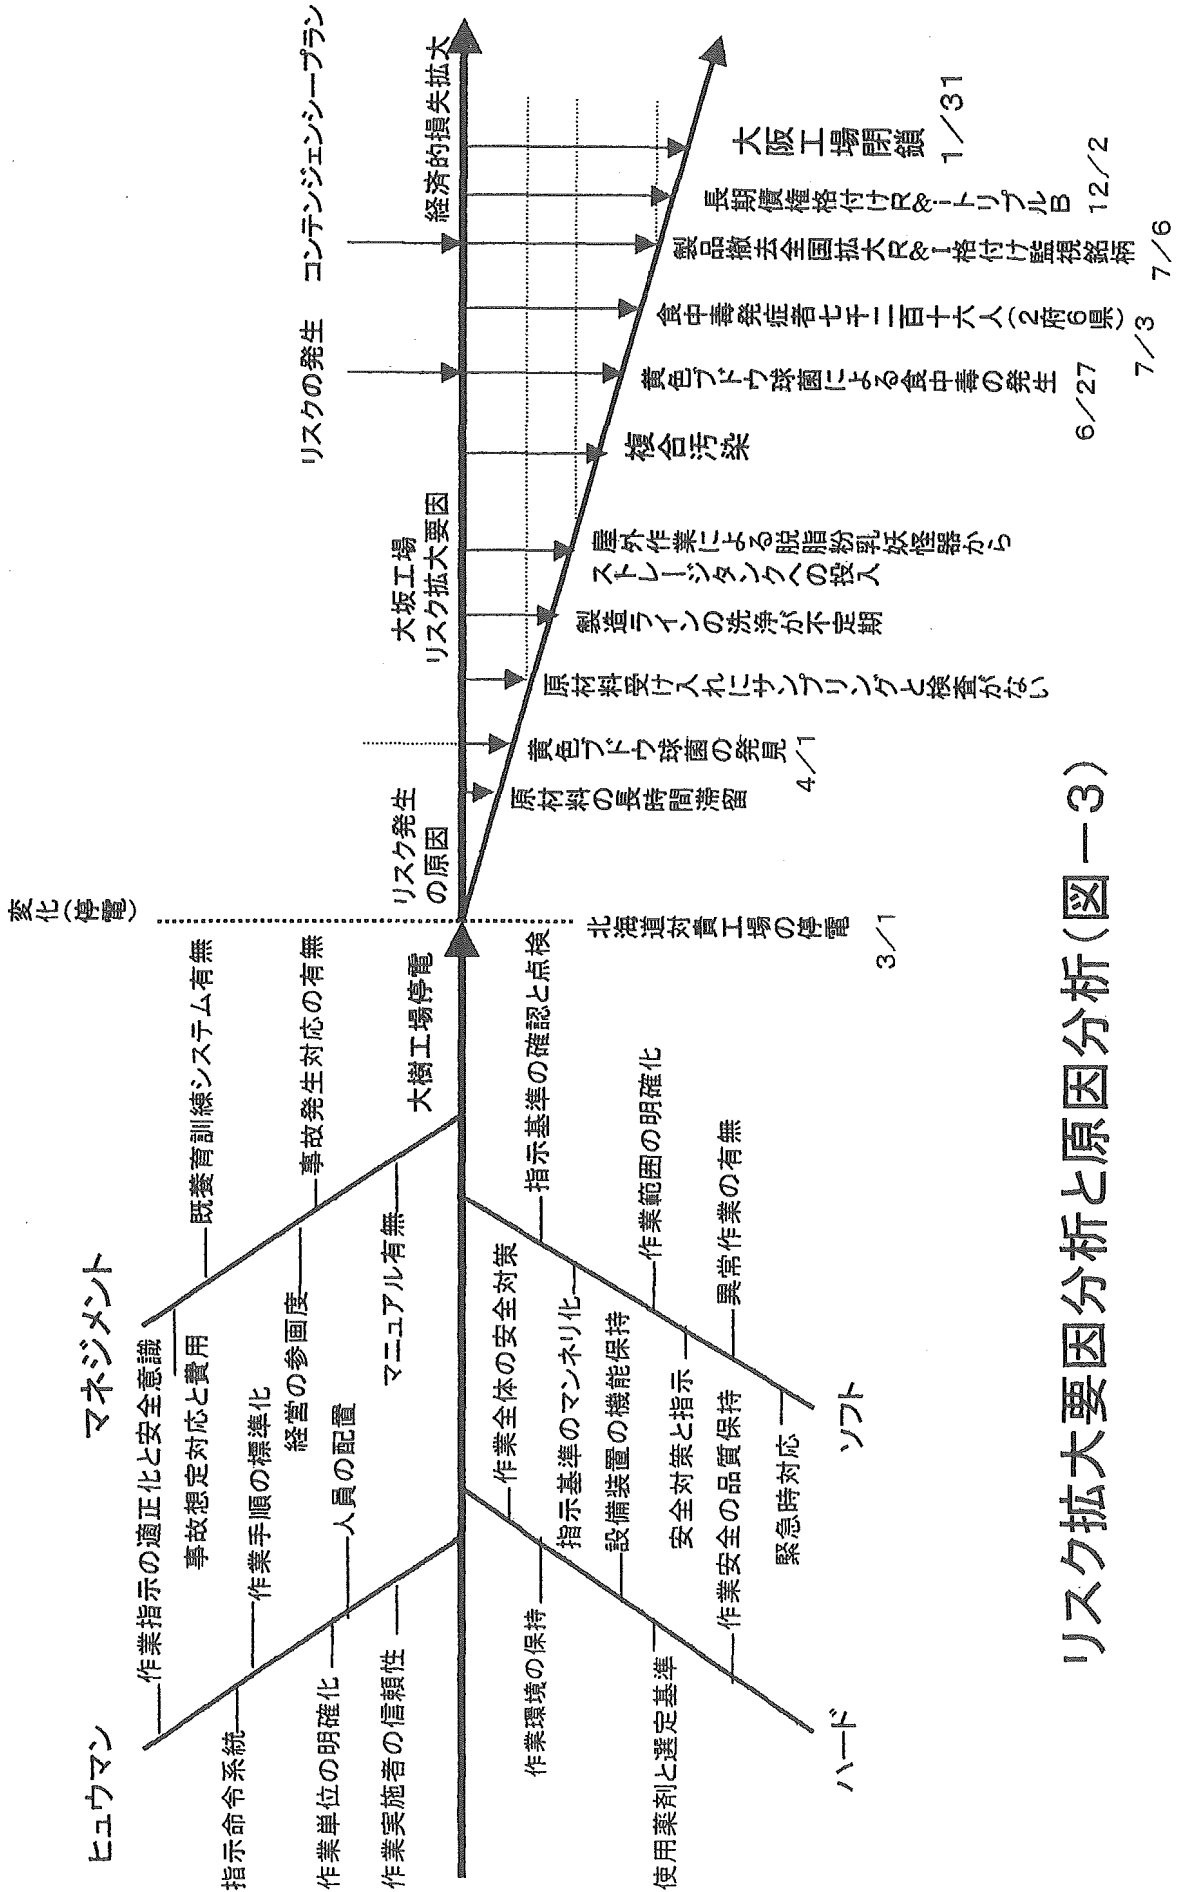 変化(停電)
ヒュウマン
マネジメント
作業指示の適正化と安全意識
事故想定対応と費用
既養育訓練システム有無
指示命令系統
作業手順の標準化
経営の参画度
事故発生対応の有無
作業単位の明確化
人員の配置
作業実施者の信頼性
マニュアル有無
大樹工場停電
リスク発生
の原因
大坂工場
リスク拡大要因
リスクの発生
コンテンジェンシープラン
経済的損失拡大
作業全体の安全対策
指示基準の確認と点検
作業環境の保持
指示基準のマンネリ化
設備装置の機能保持
作業範囲の明確化
使用薬剤と選定基準
安全対策と指示
作業安全の品質保持
異常作業の有無
緊急時対応
ハード
ソフト
北海道対貴工場の停電
3/1
原材料の長時間滞留
黄色ブドウ球菌の発見
4/1
原材料受け入れにサンプリングと検査がない
製造ラインの洗浄が不定期
屋外作業による脱脂粉乳妖怪器から
ストレージタンクへの投入
複合汚染
黄色ブドウ球菌による食中毒の発生
6/27
食中毒発症者七千二百十六人(2府6県)
7/3
製品撤去全国拡大R&I格付け監視銘柄
7/6
長期債権格付けR&iトリプルB
12/2
大阪工場閉鎖
1/31
リスク拡大要因分析と原因分析(図－3)